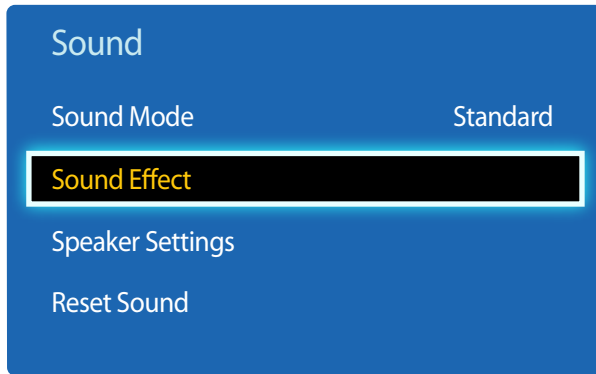 Sound
Sound Mode Standard
Sound Effect
Speaker Settings
Reset Sound